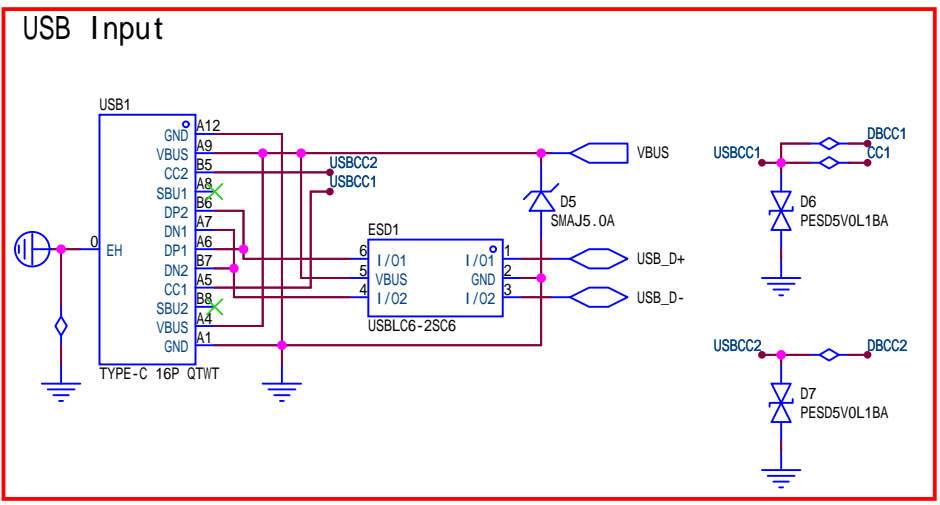 USB Input
USB1
GND A12
VBUS A9
CC2 B5
SBU1 A8
DP2 B6
DN1 A7
DP1 A6
DN2 B7
CC1 A5
SBU2 B8
VBUS A4
GND A1
0 EH
TYPE-C 16P QTWT
USBCC2
USBCC1
ESD1
6 I/O1 I/O1 1
5 VBUS GND 2
4 I/O2 I/O2 3
USBLC6-2SC6
VBUS
D5
SMAJ5.0A
USB_D+
USB_D-
USBCC1
DBCC1
CC1
D6
PESD5V0L1BA
USBCC2
DBCC2
D7
PESD5V0L1BA